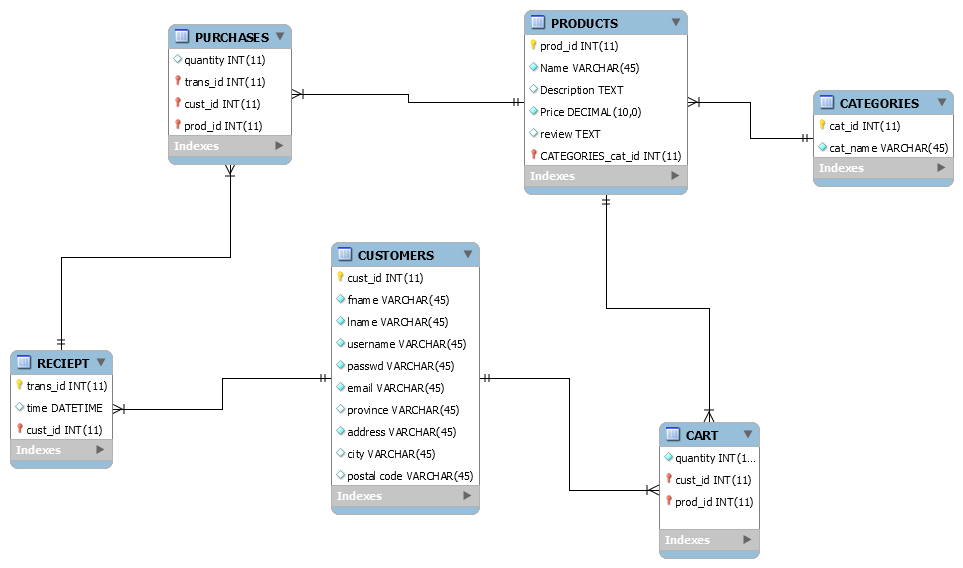 PURCHASES
quantity INT(11)
trans_id INT(11)
cust_id INT(11)
prod_id INT(11)
Indexes
PRODUCTS
prod_id INT(11)
Name VARCHAR(45)
Description TEXT
Price DECIMAL(10,0)
review TEXT
CATEGORIES_cat_id INT(11)
Indexes
CATEGORIES
cat_id INT(11)
cat_name VARCHAR(45)
Indexes
CUSTOMERS
cust_id INT(11)
fname VARCHAR(45)
lname VARCHAR(45)
username VARCHAR(45)
passwd VARCHAR(45)
email VARCHAR(45)
province VARCHAR(45)
address VARCHAR(45)
city VARCHAR(45)
postal code VARCHAR(45)
Indexes
RECIEPT
trans_id INT(11)
time DATETIME
cust_id INT(11)
Indexes
CART
quantity INT(1...
cust_id INT(11)
prod_id INT(11)
Indexes